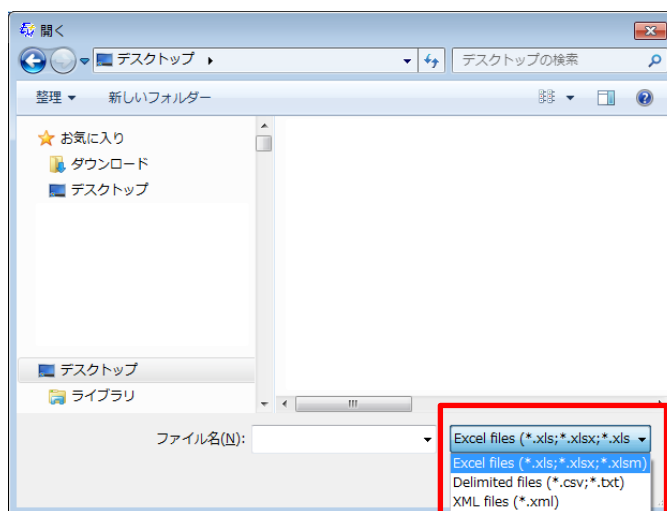 開く
デスクトップ
デスクトップの検索
整理 新しいフォルダー
お気に入り
ダウンロード
デスクトップ
デスクトップ
ライブラリ
ファイル名(N):
Excel files (*.xls;*.xlsx;*.xls
Excel files (*.xls;*.xlsx;*.xlsm)
Delimited files (*.csv;*.txt)
XML files (*.xml)